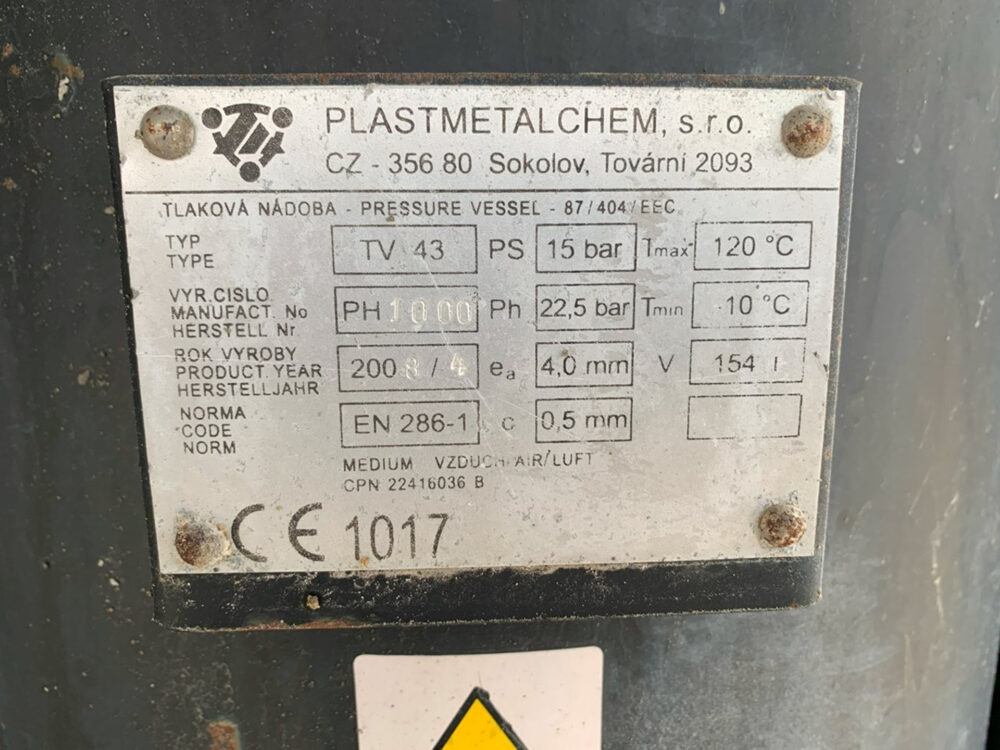 PLASTMETALCHEM, s.r.o.
CZ - 356 80 Sokolov, Tovární 2093
TLAKOVÁ NÁDOBA - PRESSURE VESSEL - 87/404/EEC
TYP
TYPE
TV 43 PS 15 bar Tmax 120 °C
VYR.CISLO
MANUFACT. No
HERSTELL Nr.
PH 1000 Ph 22,5 bar Tmin -10 °C
ROK VYROBY
PRODUCT. YEAR
HERSTELLJAHR
2008 / 4 ea 4,0 mm V 154 l
NORMA
CODE
NORM
EN 286-1 c 0,5 mm
MEDIUM VZDUCH/AIR/LUFT
CPN 22416036 B
CE 1017